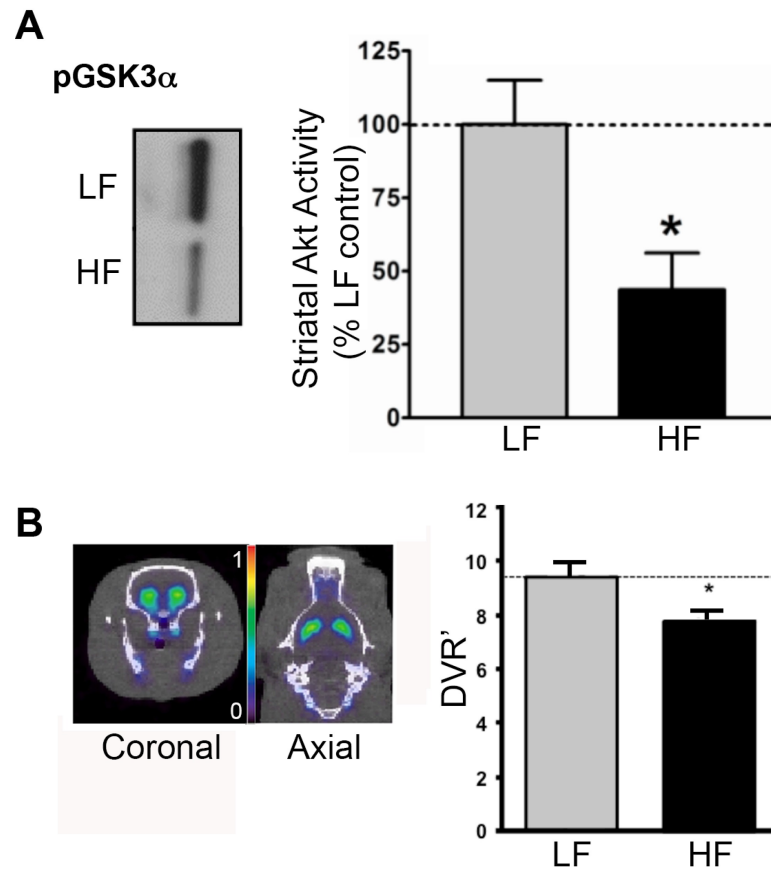 A
pGSK3α
LF
HF
Striatal Akt Activity
(% LF control)
125
100
75
50
25
0
*
LF
HF
B
1
0
Coronal
Axial
DVR’
12
10
8
6
4
2
0
*
LF
HF